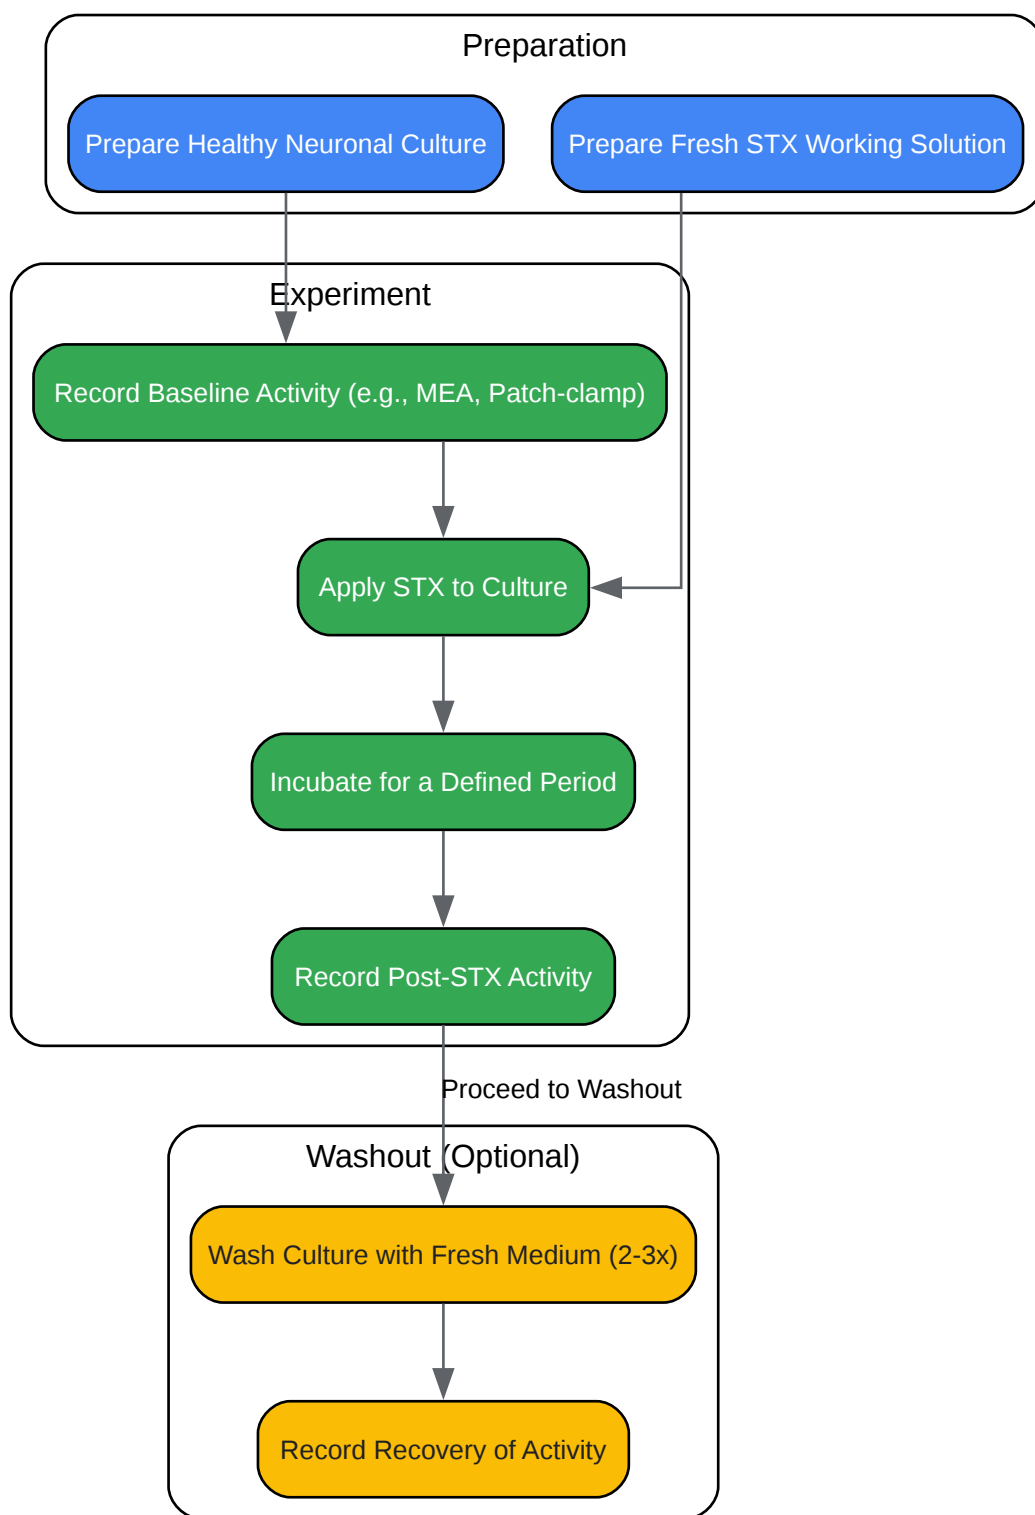 Preparation
Prepare Healthy Neuronal Culture
Prepare Fresh STX Working Solution
Experiment
Record Baseline Activity (e.g., MEA, Patch-clamp)
Apply STX to Culture
Incubate for a Defined Period
Record Post-STX Activity
Proceed to Washout
Washout (Optional)
Wash Culture with Fresh Medium (2-3x)
Record Recovery of Activity